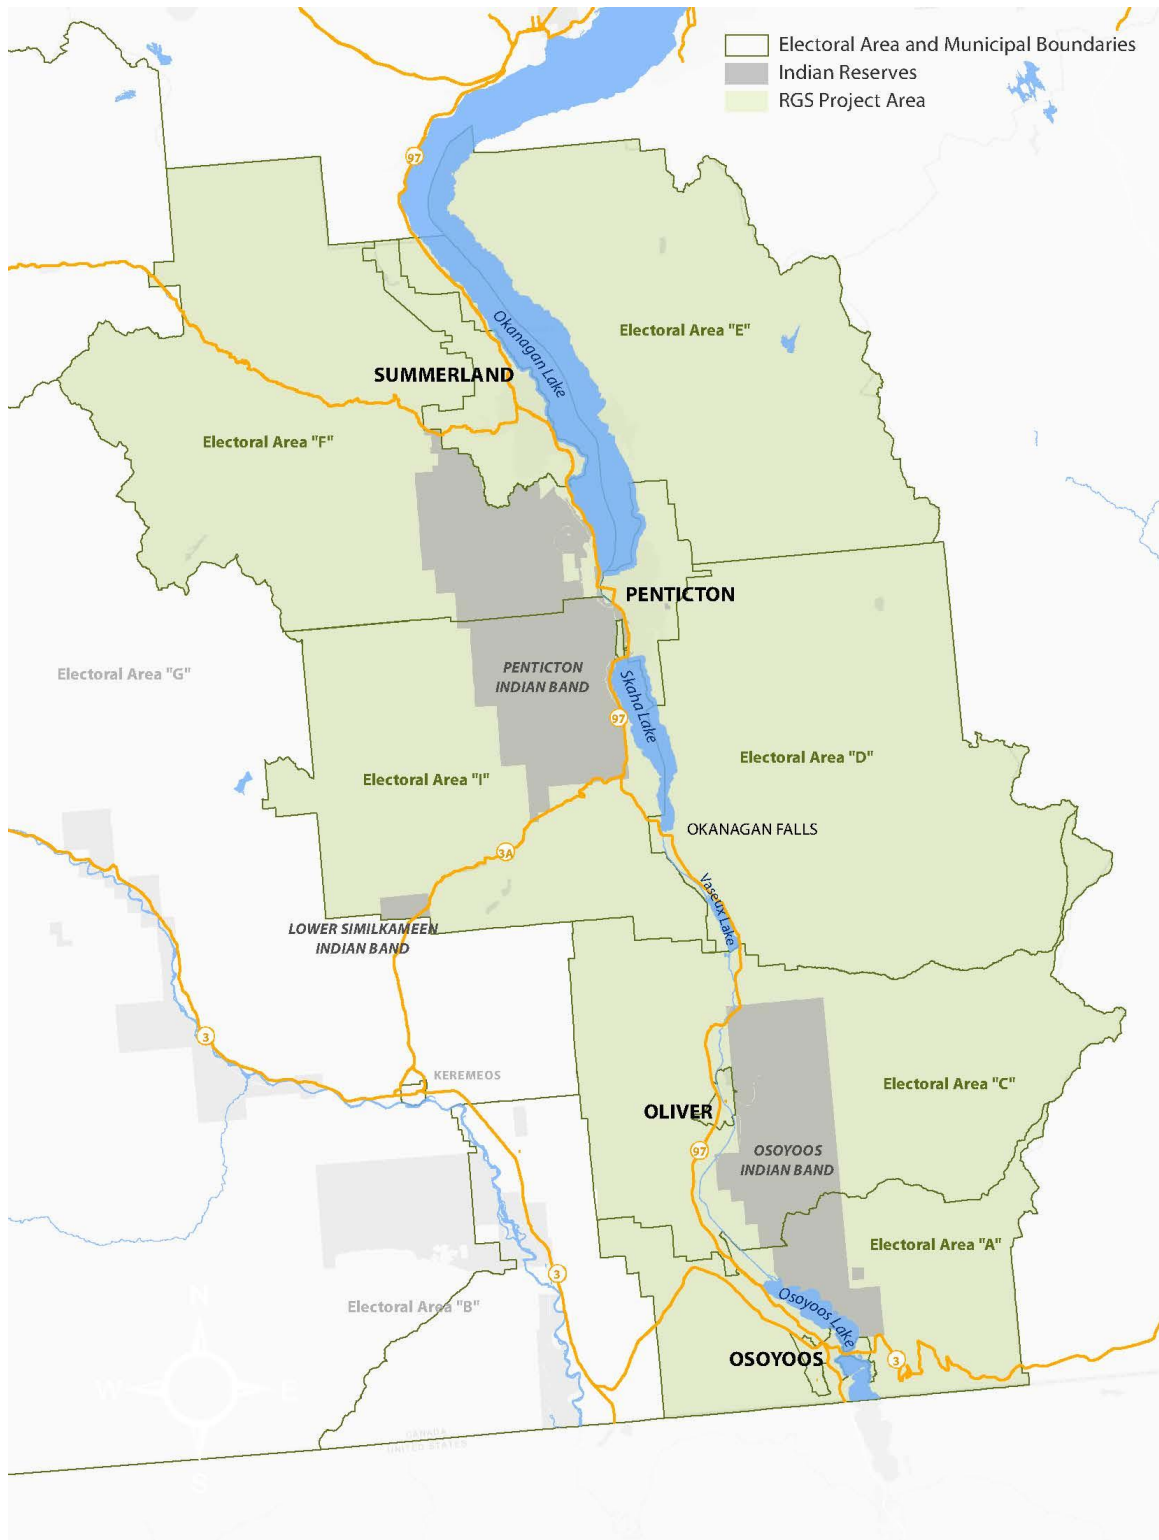 Electoral Area and Municipal Boundaries
Indian Reserves
RGS Project Area
97
Electoral Area "E"
Okanagan Lake
SUMMERLAND
Electoral Area "F"
PENTICTON
Electoral Area "G"
PENTICTON
INDIAN BAND
Skaha Lake
97
Electoral Area "D"
Electoral Area "I"
OKANAGAN FALLS
3A
Vaseux Lake
LOWER SIMILKAMEEN
INDIAN BAND
3
KEREMEOS
Electoral Area "C"
OLIVER
97
OSOYOOS
INDIAN BAND
Electoral Area "A"
3
N
Electoral Area "B"
Osoyoos Lake
OSOYOOS
3
W
E
CANADA
UNITED STATES
S